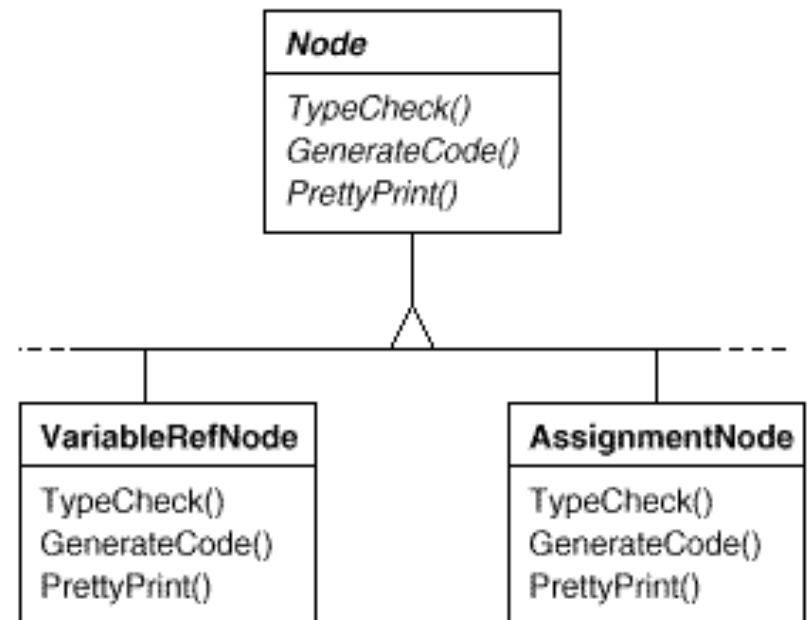 Node
TypeCheck()
GenerateCode()
PrettyPrint()
VariableRefNode
TypeCheck()
GenerateCode()
PrettyPrint()
AssignmentNode
TypeCheck()
GenerateCode()
PrettyPrint()